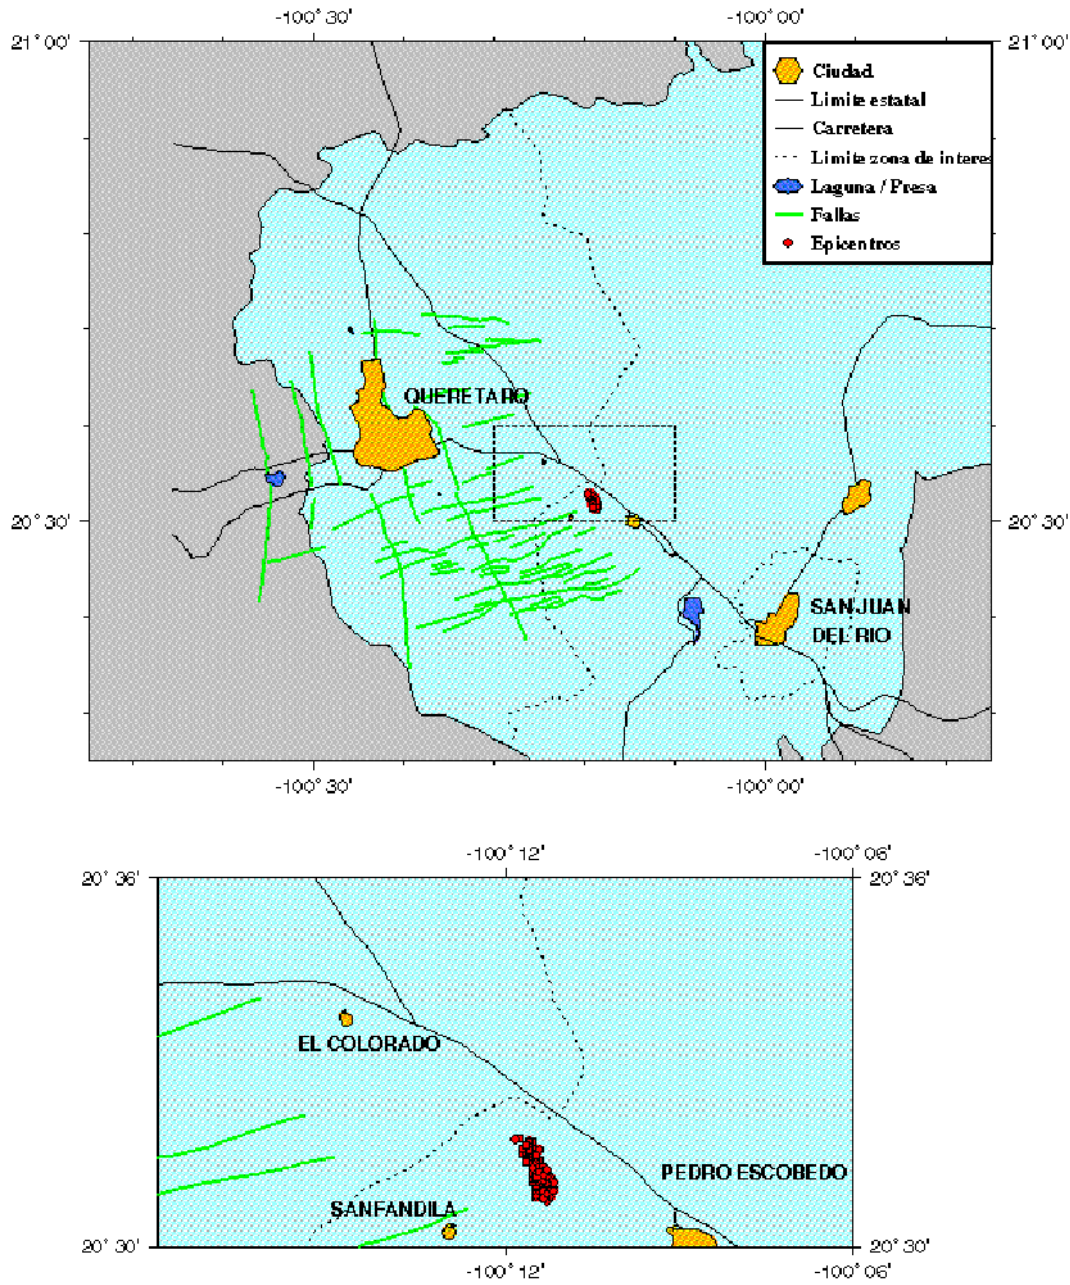 -100° 30'
-100° 00'
21° 00'
21° 00'
Ciudad
Limite estatal
Carretera
Limite zona de interes
Laguna / Presa
Fallas
Epicentros
QUERETARO
20° 30'
20° 30'
SAN JUAN
DEL RIO
-100° 30'
-100° 00'
-100° 12'
-100° 06'
20° 36'
20° 36'
EL COLORADO
PEDRO ESCOBEDO
SANFANDILA
20° 30'
20° 30'
-100° 12'
-100° 06'